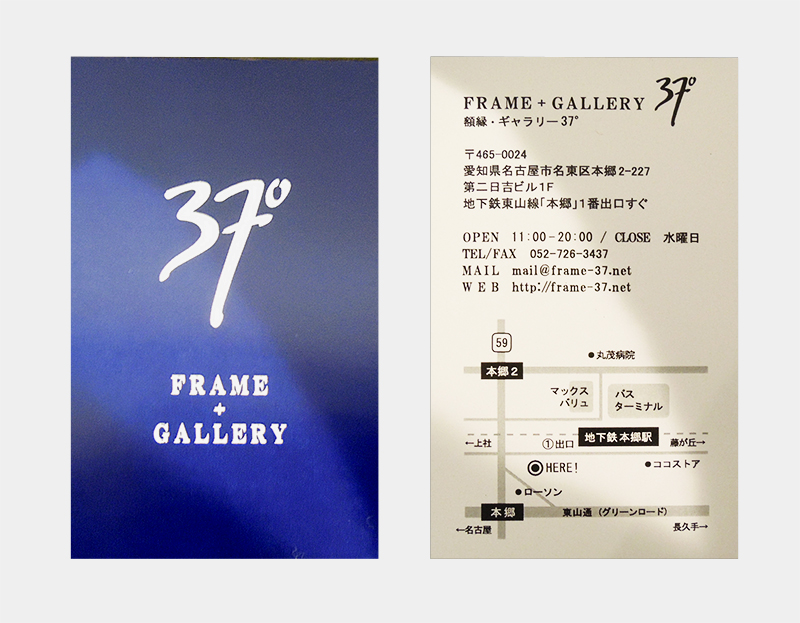 37°
FRAME
+
GALLERY
FRAME + GALLERY 37°
額縁・ギャラリー 37°
〒465-0024
愛知県名古屋市名東区本郷2-227
第二日吉ビル1F
地下鉄東山線「本郷」1番出口すぐ
OPEN 11:00-20:00 / CLOSE 水曜日
TEL/FAX 052-726-3437
MAIL mail@frame-37.net
WEB http://frame-37.net
59
丸茂病院
本郷2
マックス
バリュ
バス
ターミナル
←上社
①出口
地下鉄本郷駅
藤が丘→
HERE!
ココストア
ローソン
本郷
東山通（グリーンロード）
←名古屋
長久手→